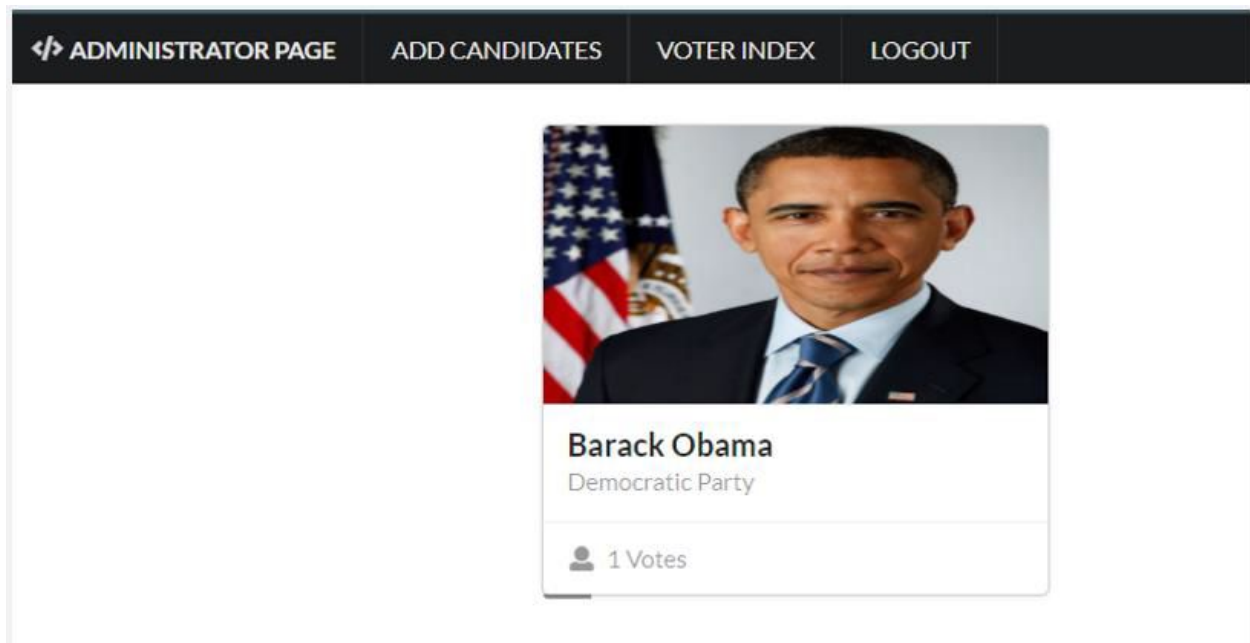 </> ADMINISTRATOR PAGE ADD CANDIDATES VOTER INDEX LOGOUT
Barack Obama
Democratic Party
1 Votes